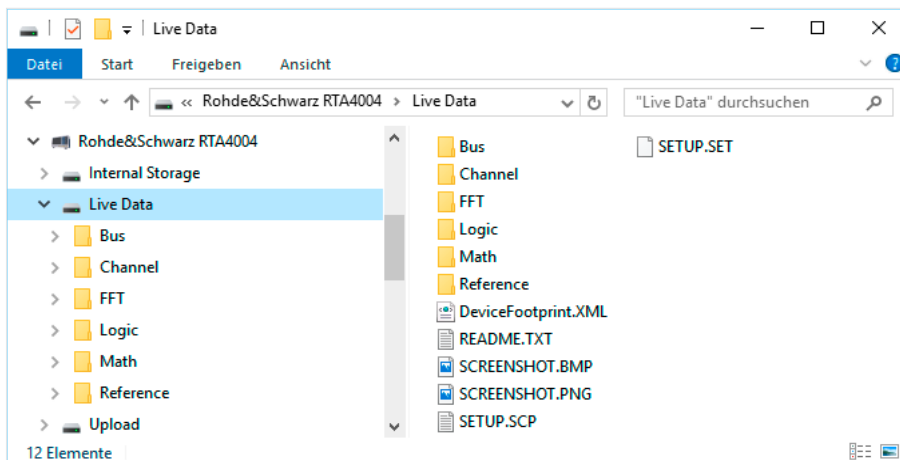 Live Data
Datei Start Freigeben Ansicht
« Rohde&Schwarz RTA4004 > Live Data "Live Data" durchsuchen
Rohde&Schwarz RTA4004
Internal Storage
Live Data
Bus
Channel
FFT
Logic
Math
Reference
Upload
Bus
Channel
FFT
Logic
Math
Reference
DeviceFootprint.XML
README.TXT
SCREENSHOT.BMP
SCREENSHOT.PNG
SETUP.SCP
SETUP.SET
12 Elemente